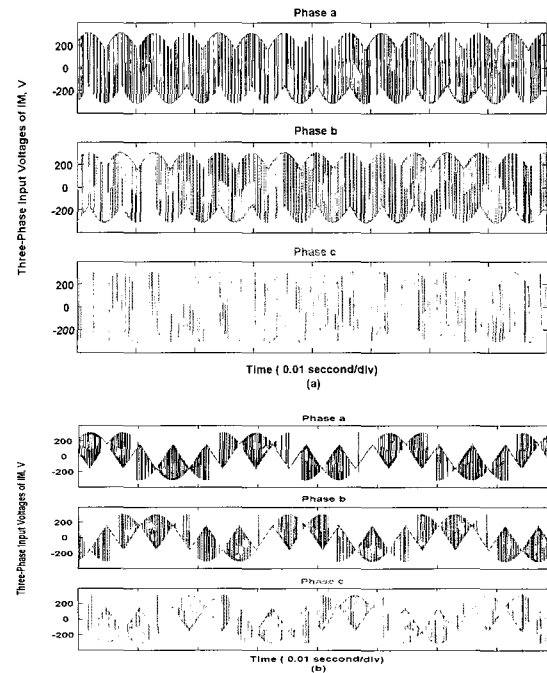 Phase a
200
0
-200
Phase b
200
0
-200
Phase c
200
0
-200
Three-Phase Input Voltages of IM, V
Time ( 0.01 seccond/div)
(a)
Phase a
200
0
-200
Phase b
200
0
-200
Phase c
200
0
-200
Three-Phase Input Voltages of IM, V
Time ( 0.01 seccond/div)
(b)